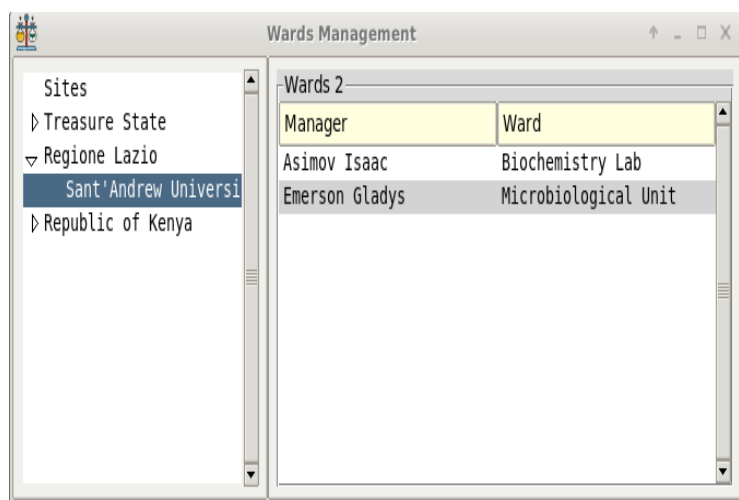 Wards Management
Sites
Treasure State
Regione Lazio
Sant'Andrew Universi
Republic of Kenya
Wards 2
Manager Ward
Asimov Isaac Biochemistry Lab
Emerson Gladys Microbiological Unit